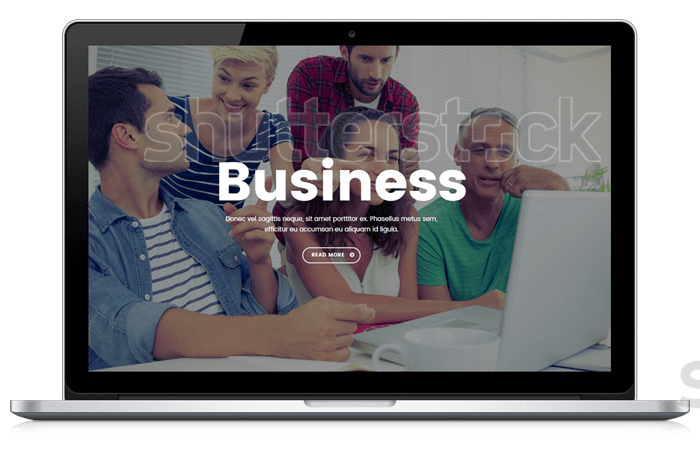 shutterstock
Business
Donec vel sagittis neque, sit amet porttitor ex. Phasellus metus sem,
efficitur eu accumsan eu aliquam id ligula.
READ MORE